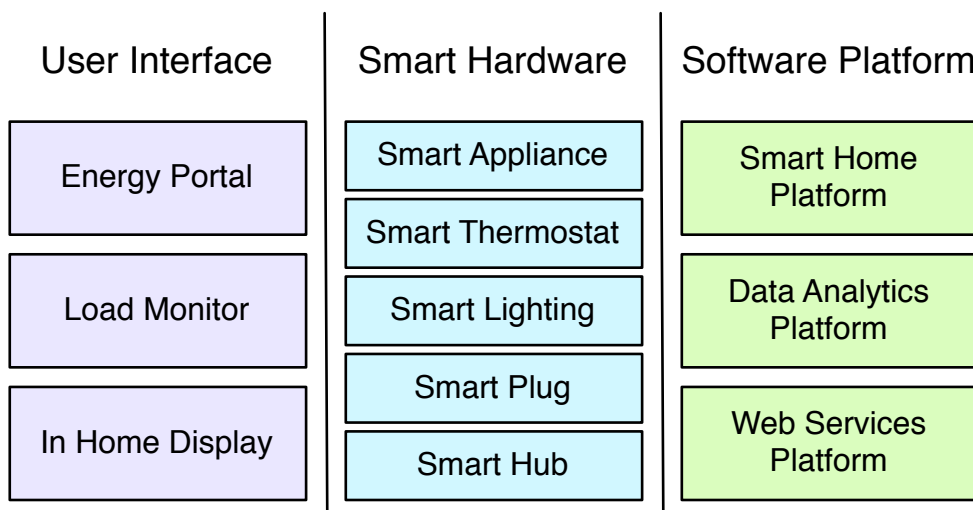 User Interface
Smart Hardware
Software Platform
Energy Portal
Load Monitor
In Home Display
Smart Appliance
Smart Thermostat
Smart Lighting
Smart Plug
Smart Hub
Smart Home
Platform
Data Analytics
Platform
Web Services
Platform